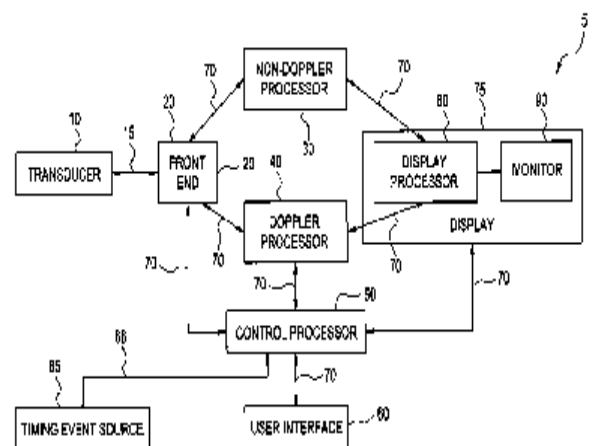 5
70
NON-DOPPLER
PROCESSOR
70
75
90
20
80
10
15
30
TRANSDUCER
FRONT
END
20
40
DISPLAY
PROCESSOR
MONITOR
DOPPLER
PROCESSOR
DISPLAY
70
70
70
70
70
50
CONTROL PROCESSOR
66
70
65
TIMING EVENT SOURCE
USER INTERFACE
60